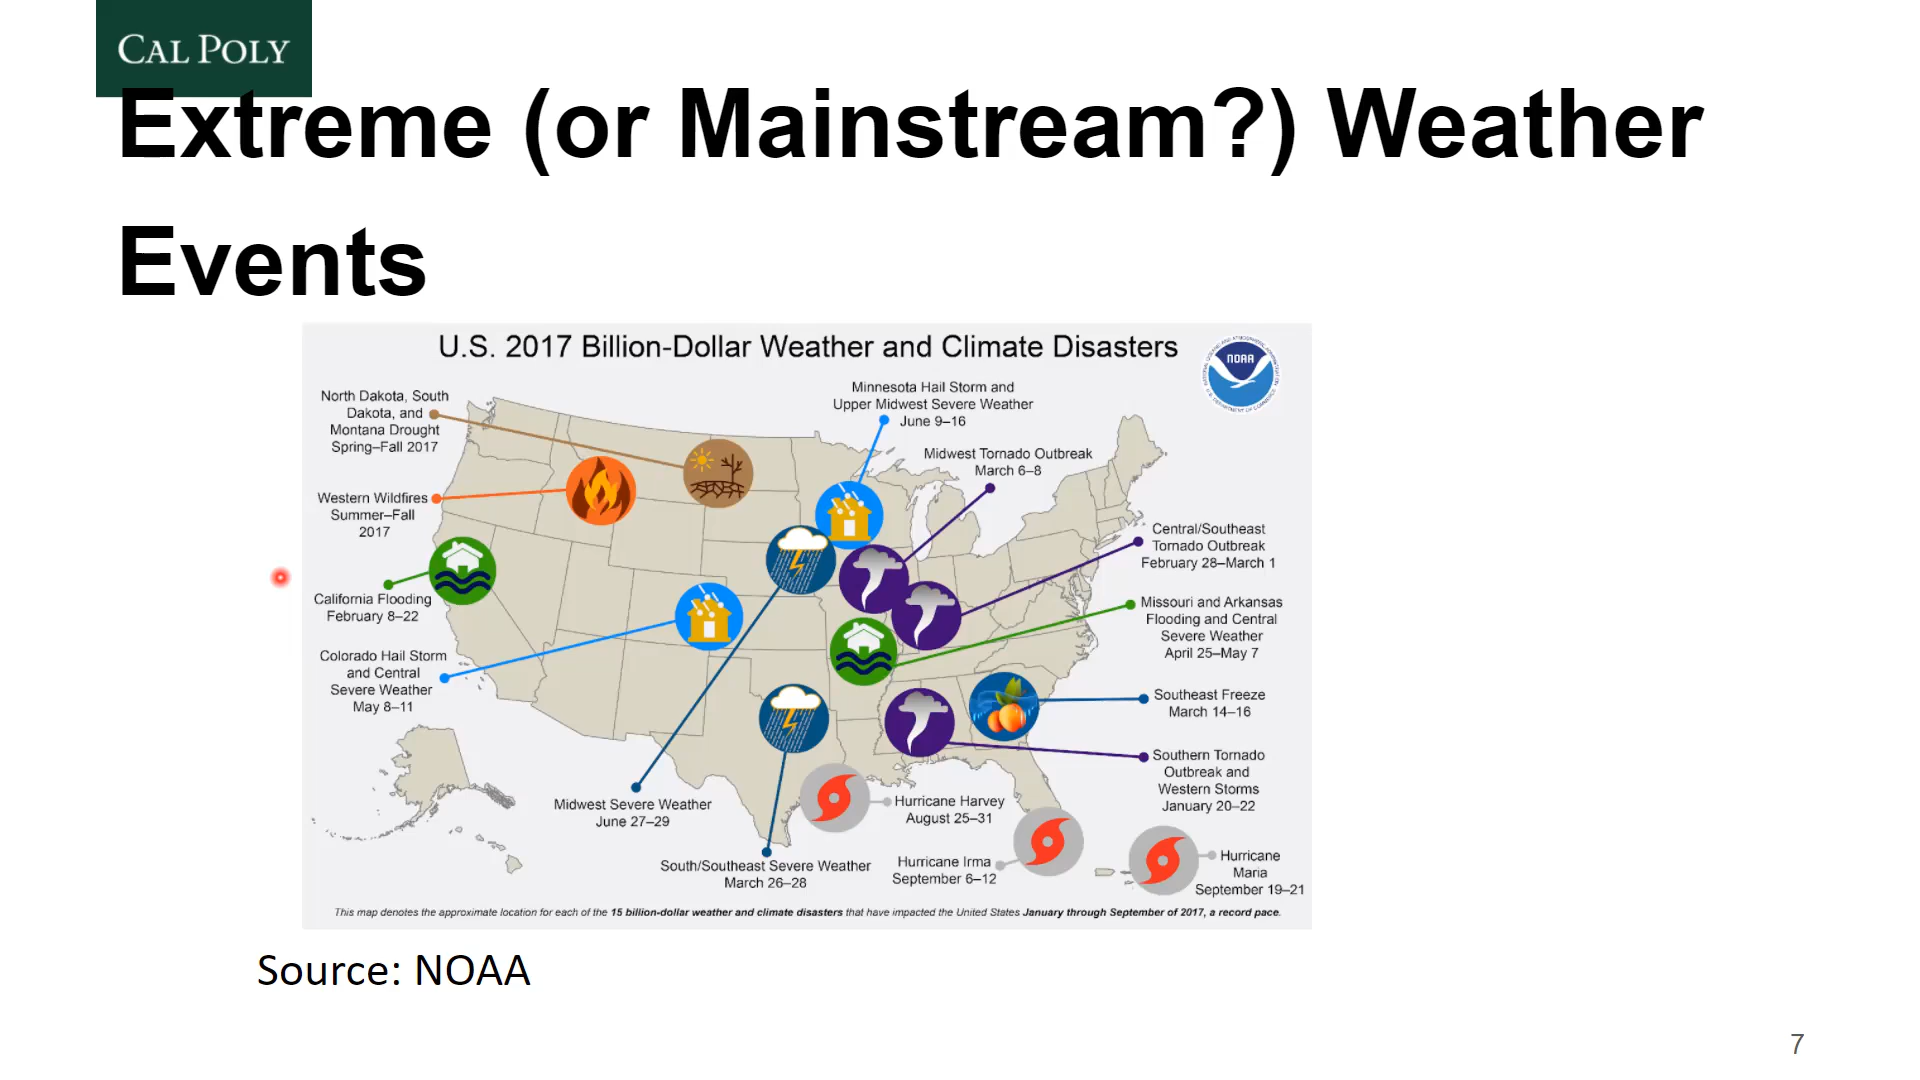 CAL POLY
Extreme (or Mainstream?) Weather
Events
U.S. 2017 Billion-Dollar Weather and Climate Disasters
NOAA
North Dakota, South
Dakota, and
Montana Drought
Spring–Fall 2017
Western Wildfires
Summer–Fall
2017
California Flooding
February 8–22
Colorado Hail Storm
and Central
Severe Weather
May 8–11
Minnesota Hail Storm and
Upper Midwest Severe Weather
June 9–16
Midwest Tornado Outbreak
March 6–8
Central/Southeast
Tornado Outbreak
February 28–March 1
Missouri and Arkansas
Flooding and Central
Severe Weather
April 25–May 7
Southeast Freeze
March 14–16
Southern Tornado
Outbreak and
Western Storms
January 20–22
Midwest Severe Weather
June 27–29
South/Southeast Severe Weather
March 26–28
Hurricane Harvey
August 25–31
Hurricane Irma
September 6–12
Hurricane
Maria
September 19–21
This map denotes the approximate location for each of the 15 billion-dollar weather and climate disasters that have impacted the United States January through September of 2017, a record pace.
Source: NOAA
7